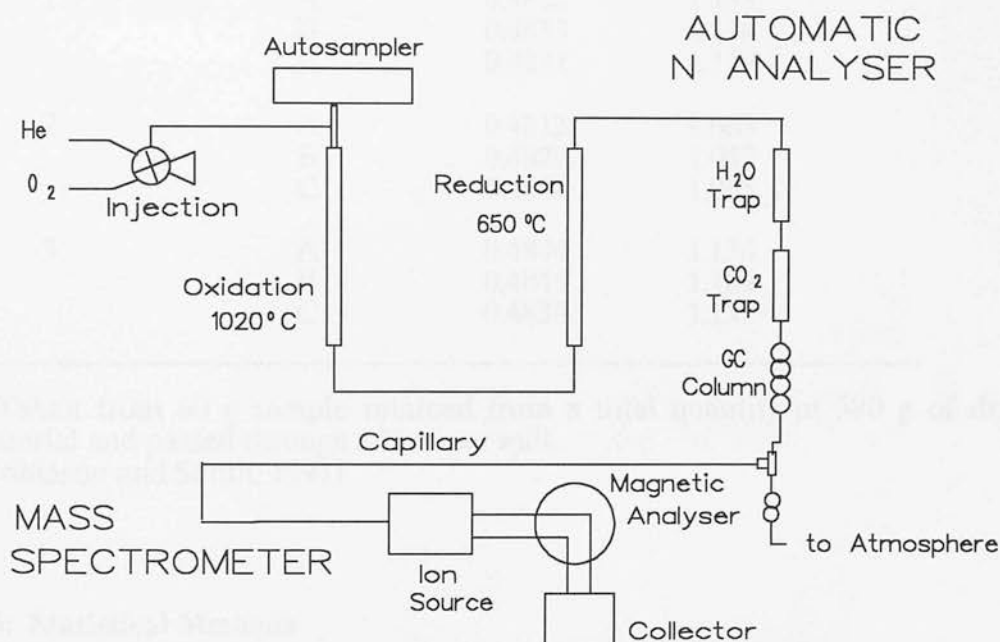 AUTOMATIC
N ANALYSER
Autosampler
He
O₂
Injection
Oxidation
1020°C
Reduction
650 °C
H₂O
Trap
CO₂
Trap
GC
Column
Capillary
MASS
SPECTROMETER
Ion
Source
Magnetic
Analyser
Collector
to Atmosphere